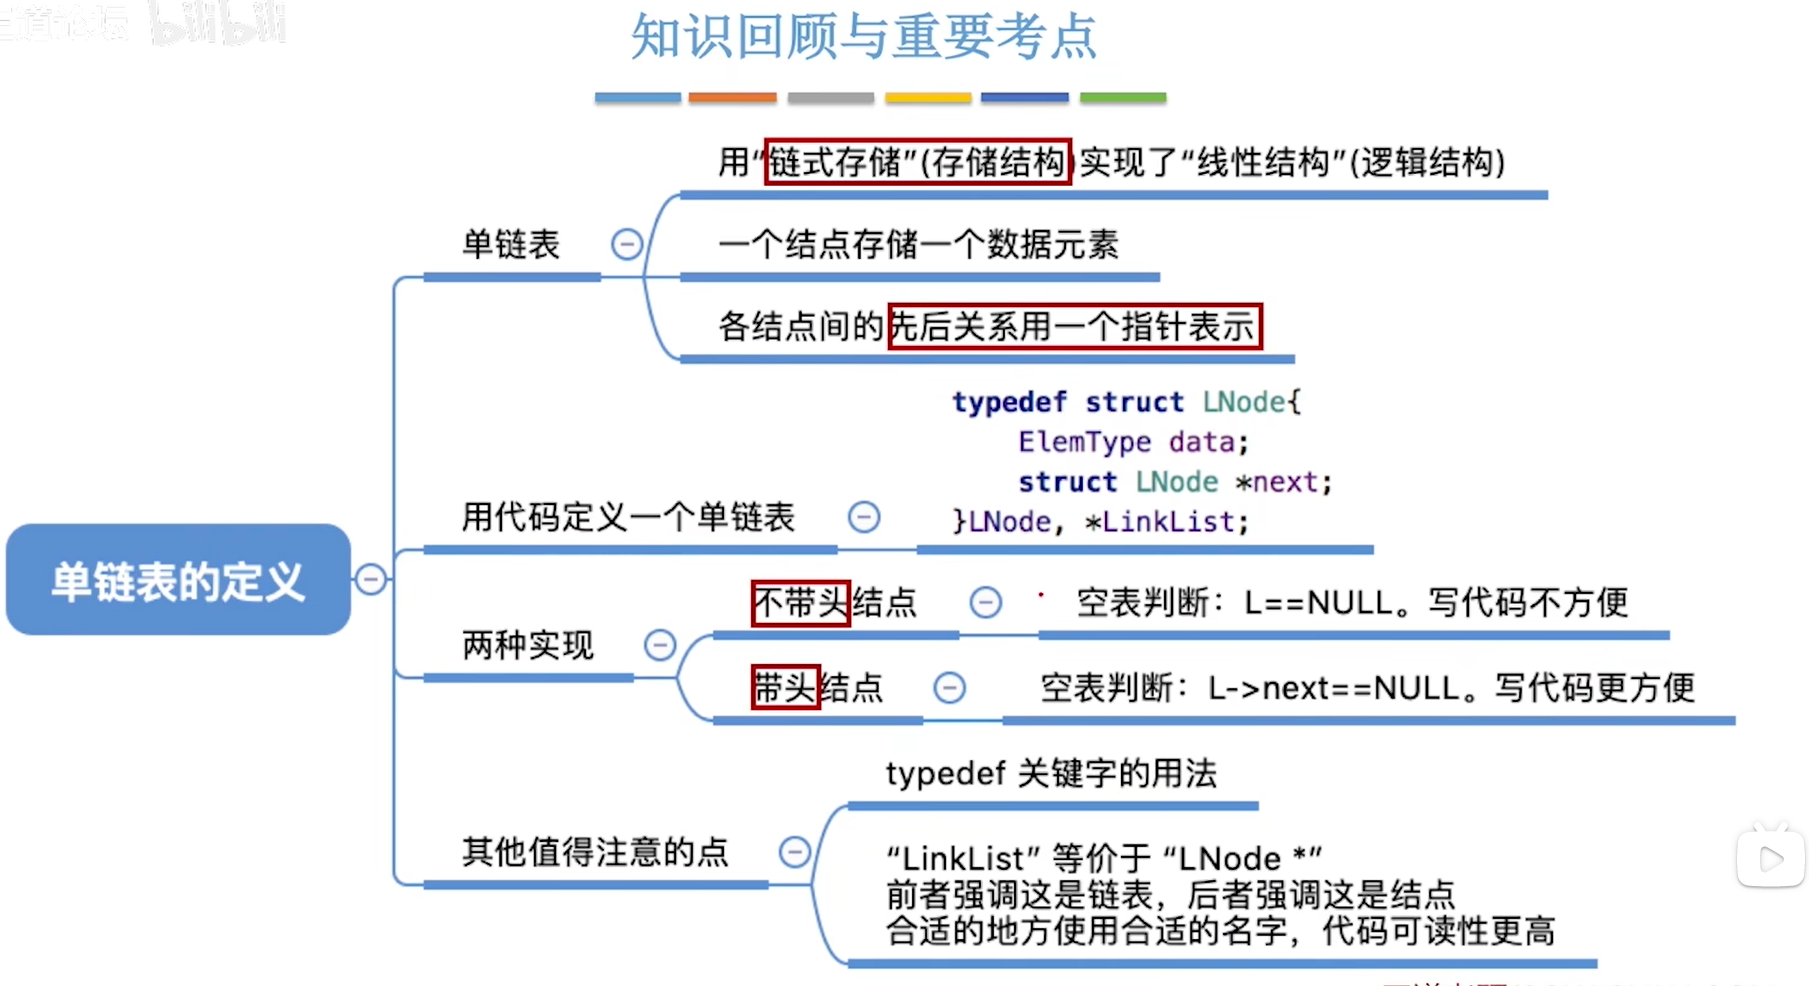 王道论坛 bilibili
知识回顾与重要考点
用“链式存储”(存储结构)实现了“线性结构”(逻辑结构)
单链表
一个结点存储一个数据元素
各结点间的先后关系用一个指针表示
typedef struct LNode{
ElemType data;
struct LNode *next;
}LNode, *LinkList;
用代码定义一个单链表
单链表的定义
不带头结点
空表判断：L==NULL。写代码不方便
两种实现
带头结点
空表判断：L->next==NULL。写代码更方便
typedef 关键字的用法
其他值得注意的点
“LinkList” 等价于 “LNode *”
前者强调这是链表，后者强调这是结点
合适的地方使用合适的名字，代码可读性更高